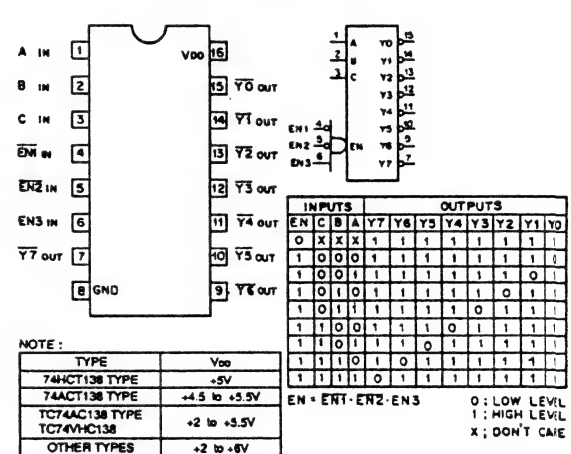 A IN 1
B IN 2
C IN 3
EN1 IN 4
EN2 IN 5
EN3 IN 6
Y7 OUT 7
8 GND
VDD 16
15 Y0 OUT
14 Y1 OUT
13 Y2 OUT
12 Y3 OUT
11 Y4 OUT
10 Y5 OUT
9 Y6 OUT
1 A Y0 15
2 B Y1 14
3 C Y2 13
Y3 12
Y4 11
EN1 4 Y5 10
EN2 5 EN Y6 9
EN3 6 Y7 7
INPUTS OUTPUTS
EN C B A Y7 Y6 Y5 Y4 Y3 Y2 Y1 Y0
0 X X X 1 1 1 1 1 1 1 1
1 0 0 0 1 1 1 1 1 1 1
1 0 0 1 1 1 1 1 1 1 0
1 0 1 0 1 1 1 1 1 0 1
1 0 1 1 1 1 1 1 0 1 1
1 1 0 0 1 1 1 0 1 1 1
1 1 0 1 1 1 0 1 1 1 1
1 1 1 0 1 0 1 1 1 1 1
1 1 1 1 0 1 1 1 1 1 1
EN = EN1·EN2·EN3
0 ; LOW LEVEL
1 ; HIGH LEVEL
X ; DON'T CARE
NOTE :
TYPE VDD
74HCT138 TYPE +5V
74ACT138 TYPE +4.5 to +5.5V
TC74AC138 TYPE
TC74VHC138
+2 to +5.5V
OTHER TYPES +2 to +6V